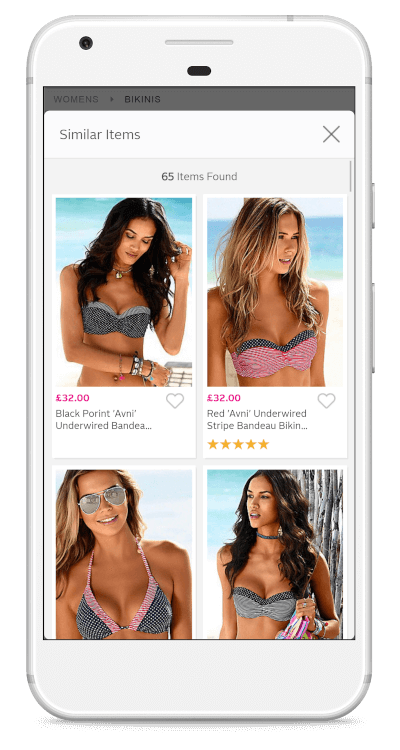 WOMENS ▸ BIKINIS
Similar Items
65 Items Found
£32.00
Black Porint 'Avni'
Underwired Bandea...
£32.00
Red 'Avni' Underwired
Stripe Bandeau Bikin...